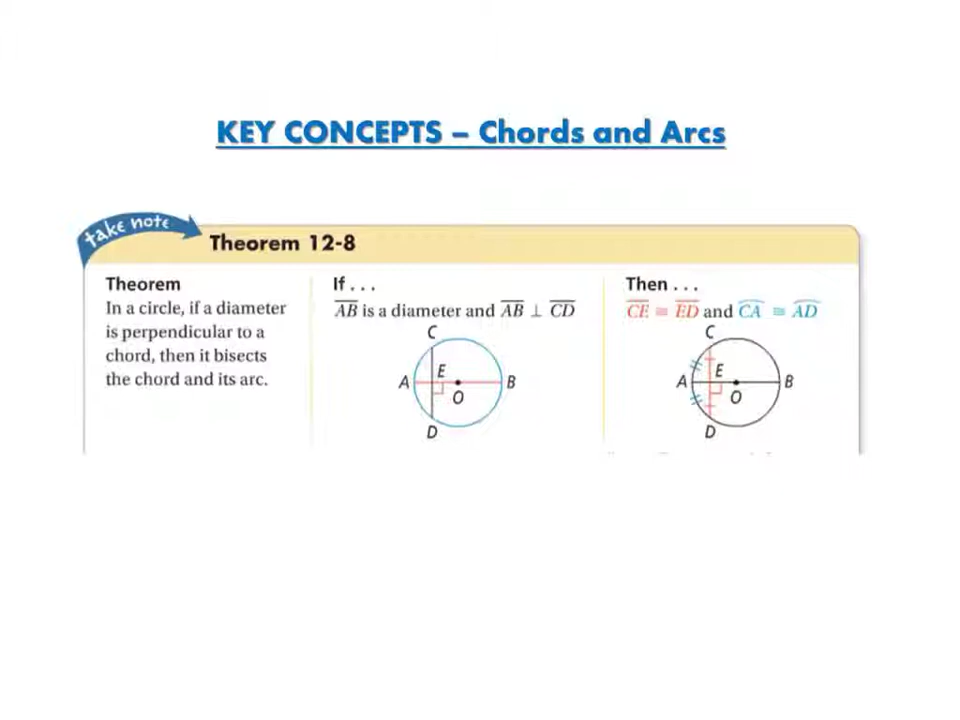 KEY CONCEPTS – Chords and Arcs
take note
Theorem 12-8
Theorem
In a circle, if a diameter
is perpendicular to a
chord, then it bisects
the chord and its arc.
If . . .
AB is a diameter and AB ⊥ CD
C
A E B
O
D
Then . . .
CE ≅ ED and CA ≅ AD
C
A E B
O
D